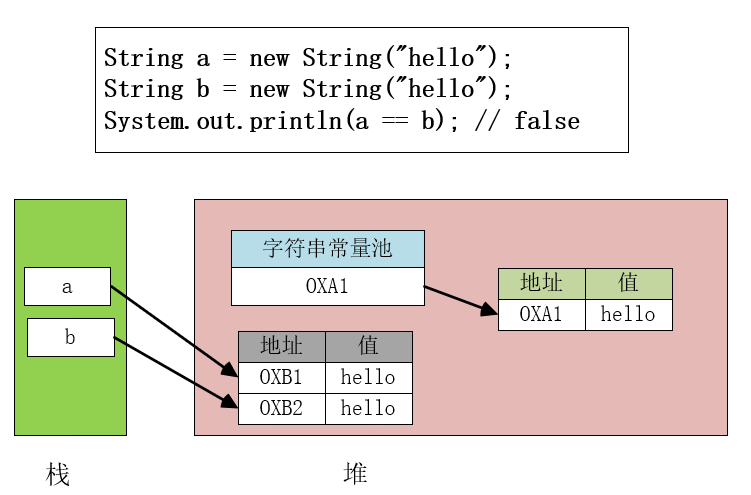 String a = new String("hello");
String b = new String("hello");
System.out.println(a == b); // false
字符串常量池
a
OXA1
地址 值
OXA1 hello
b
地址 值
OXB1 hello
OXB2 hello
栈
堆